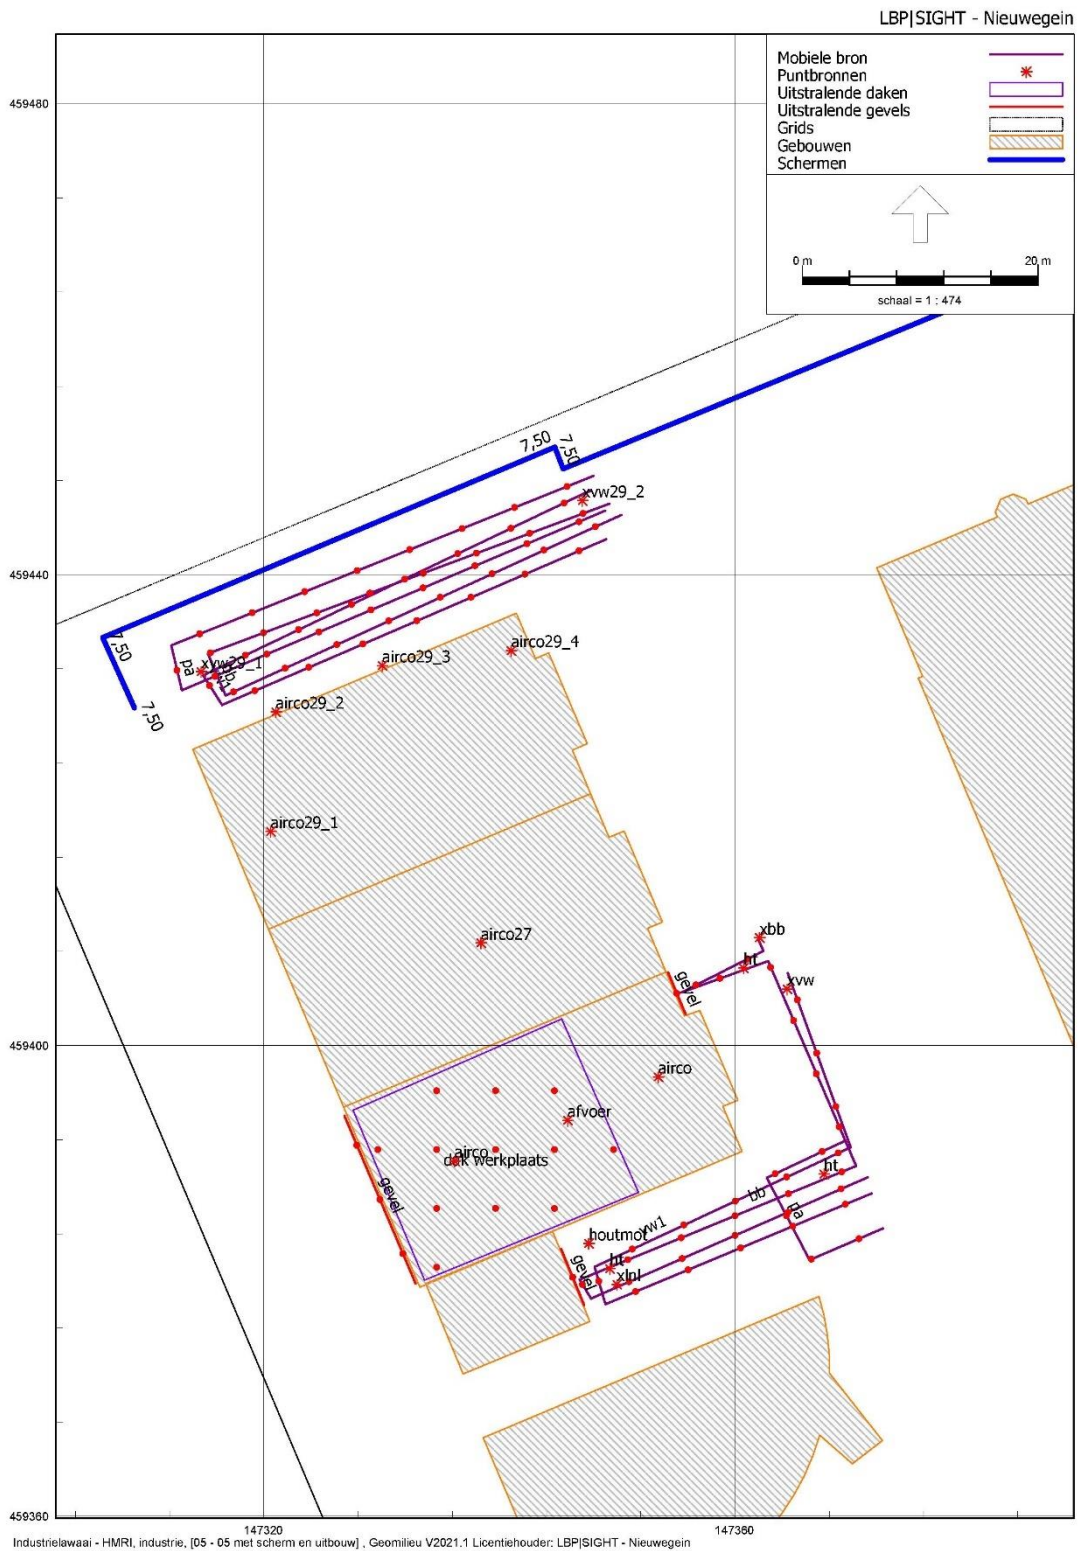 LBP|SIGHT - Nieuwegein
Mobiele bron
Puntbronnen
Uitstralende daken
Uitstralende gevels
Grids
Gebouwen
Schermen
0 m 20 m
schaal = 1 : 474
459480
7,50
7,50
xvw29_2
459440
7,50
pa
xvw29_1
bb
7,50
airco29_4
airco29_3
airco29_2
airco29_1
airco27
xbb
ht
gevel
xvw
459400
airco
afvoer
airco
dak werkplaats
gevel
ht
bb
pa
vw1
houtmot
ht
gevel
xlnl
459360
147320 147360
Industrielawaai - HMRI, industrie, [05 - 05 met scherm en uitbouw] , Geomilieu V2021.1 Licentiehouder: LBP|SIGHT - Nieuwegein